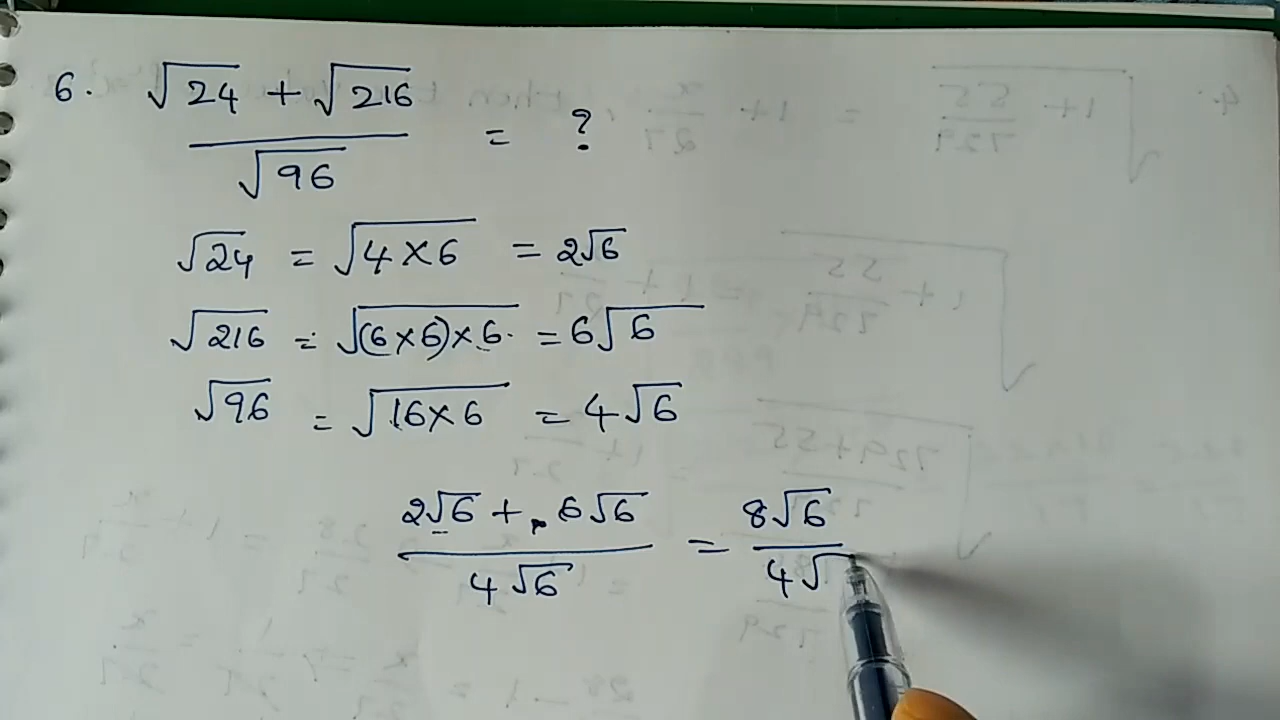 6. √24 + √216 / √96 = ?
√24 = √4×6 = 2√6
√216 = √(6×6)×6 = 6√6
√96 = √16×6 = 4√6
2√6 + 6√6 / 4√6 = 8√6 / 4√